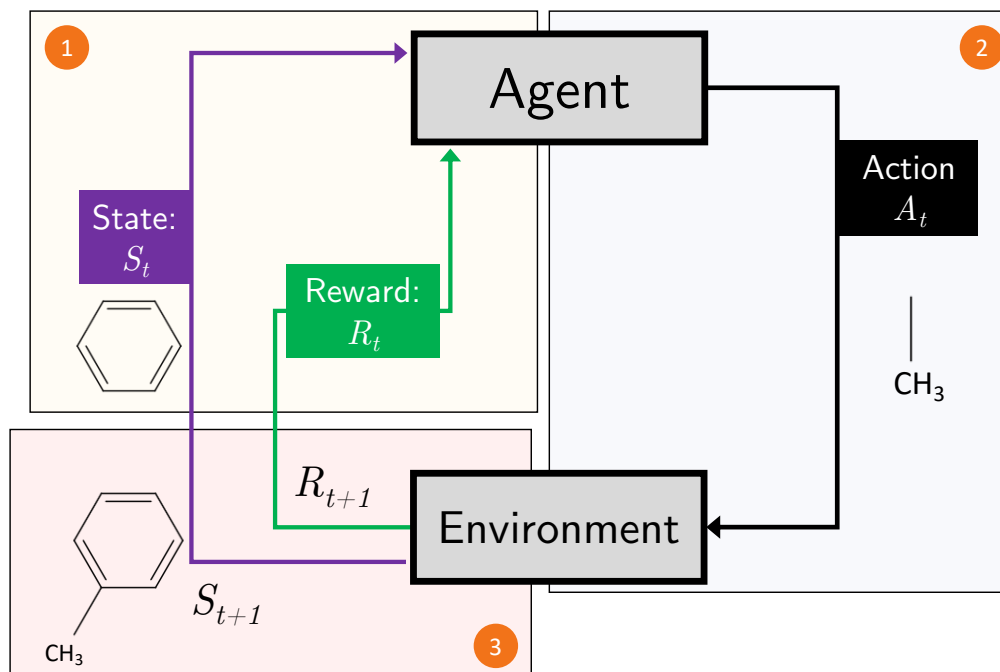 1
Agent
2
Action
A_t
State:
S_t
Reward:
R_t
CH₃
R_{t+1}
Environment
S_{t+1}
CH₃
3